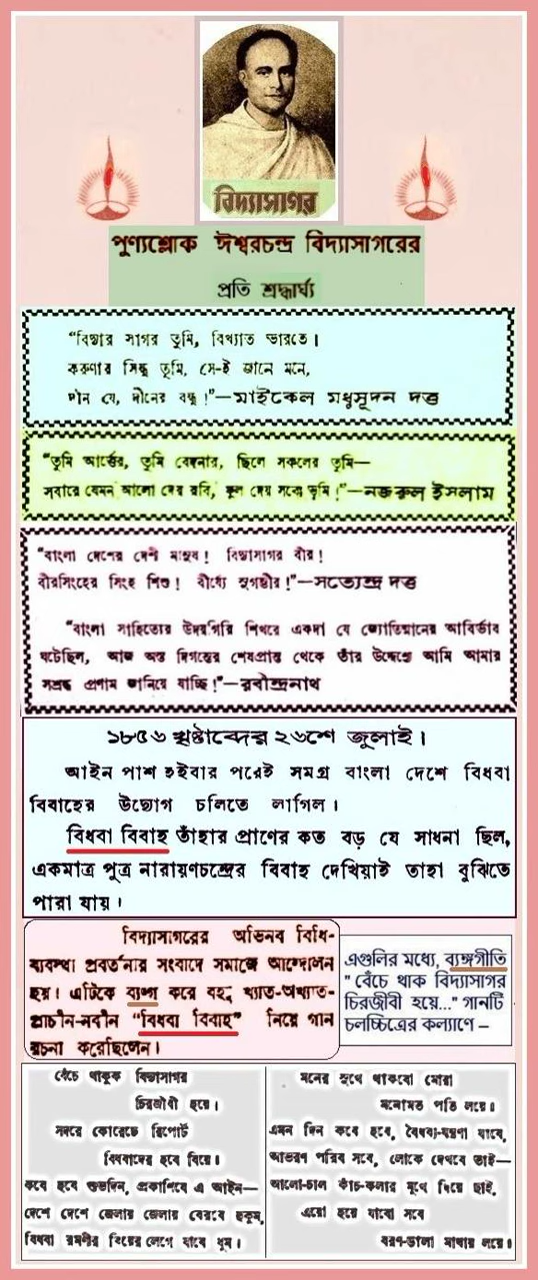 বিদ্যাসাগর
পুণ্যশ্লোক ঈশ্বরচন্দ্র বিদ্যাসাগরের
প্রতি শ্রদ্ধার্ঘ্য
“বিদ্যার সাগর তুমি, বিখ্যাত ভারতে।
করুণার সিন্ধু তুমি, সে-ই জানে মনে,
দীন যে, দীনের বন্ধু!”—মাইকেল মধুসূদন দত্ত
“তুমি আর্ত্তের, তুমি বেদনার, ছিলে সকলের তুমি—
সবারে যেমন আলো দেয় রবি, ফুল দেয় সবে ভূমি!”—নজরুল ইসলাম
“বাংলা দেশের দেশী মানুষ! বিদ্যাসাগর বীর!
বীরসিংহের সিংহ শিশু! বীর্য্যে সুগম্ভীর!”—সত্যেন্দ্র দত্ত
“বাংলা সাহিত্যের উদয়গিরি শিখরে একদা যে জ্যোতিষ্মানের আবির্ভাব
ঘটেছিল, আজ অস্ত দিগন্তের শেষপ্রান্ত থেকে তাঁর উদ্দেশ্যে আমি আমার
সশ্রদ্ধ প্রণাম জানিয়ে যাচ্ছি!”—রবীন্দ্রনাথ
১৮৫৬ খৃষ্টাব্দের ২৬শে জুলাই।
আইন পাশ হইবার পরেই সমগ্র বাংলা দেশে বিধবা
বিবাহের উদ্যোগ চলিতে লাগিল।
বিধবা বিবাহ তাঁহার প্রাণের কত বড় যে সাধনা ছিল,
একমাত্র পুত্র নারায়ণচন্দ্রের বিবাহ দেখিয়াই তাহা বুঝিতে
পারা যায়।
বিদ্যাসাগরের অভিনব বিধি-
ব্যবস্থা প্রবর্তনার সংবাদে সমাজে আন্দোলন
হয়। এটিকে ব্যঙ্গ করে বহু খ্যাত-অখ্যাত-
প্রাচীন-নবীন “বিধবা বিবাহ” নিয়ে গান
রচনা করেছিলেন।
এগুলির মধ্যে, ব্যঙ্গগীতি
" বেঁচে থাক বিদ্যাসাগর
চিরজীবী হয়ে..." গানটি
চলচ্চিত্রের কল্যাণে –
বেঁচে থাকুক বিদ্যাসাগর
চিরজীবী হয়ে।
সদরে কোরেচে রিপোর্ট
বিধবাদের হবে বিয়ে।
কবে হবে শুভদিন, প্রকাশিবে এ আইন—
দেশে দেশে জেলায় জেলায় বেরবে হুকুম,
বিধবা রমণীর বিয়ের লেগে যাবে ধুম।
মনের সুখে থাকবো মোরা
মনোমত পতি লয়ে॥
এমন দিন কবে হবে, বৈধব্য-যন্ত্রণা যাবে,
আভরণ পরিব সবে, লোকে দেখবে তাই—
আলো-চাল কাঁচ-কলার মুখে দিয়ে ছাই,
এয়ো হয়ে যাবো সবে
বরণ-ডালা মাথায় লয়ে॥